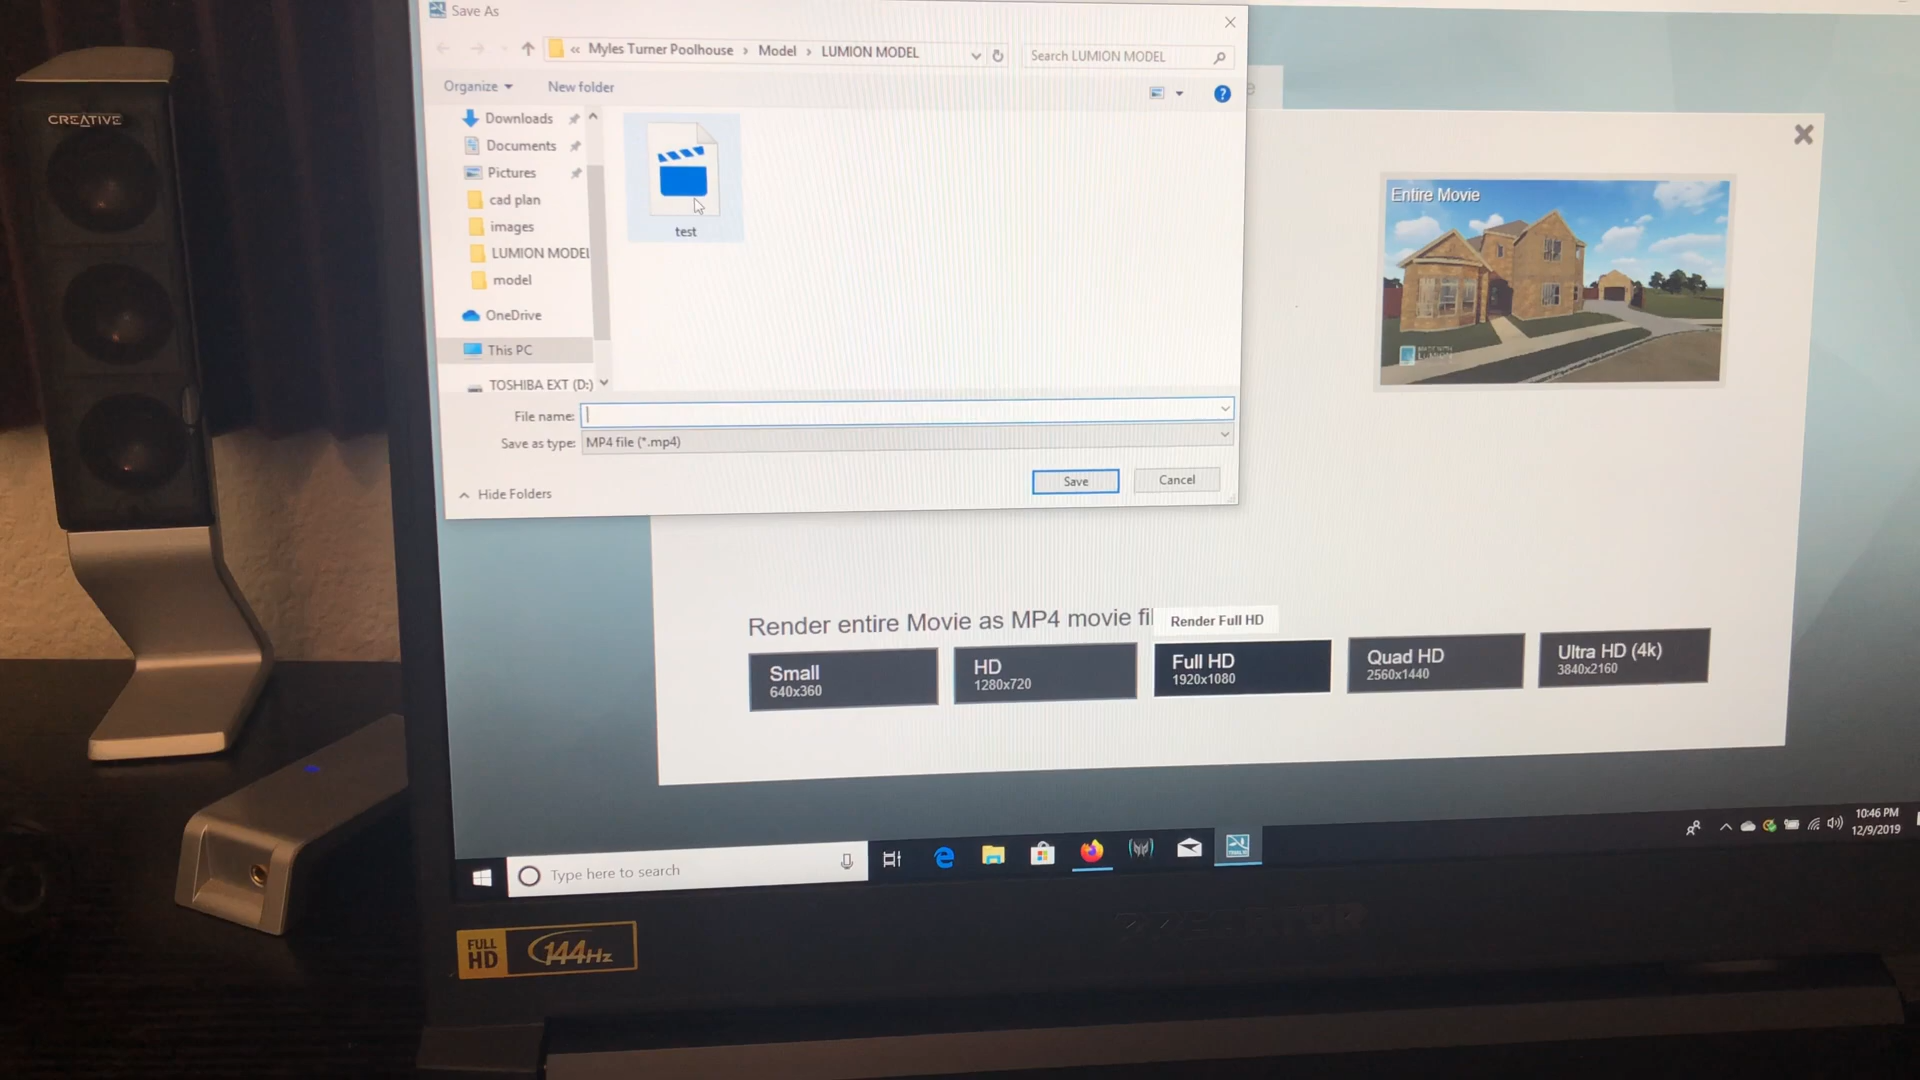 Save As
CREATIVE
« Myles Turner Poolhouse › Model › LUMION MODEL
Search LUMION MODEL
Organize
New folder
Downloads
Documents
Pictures
cad plan
images
LUMION MODEL
model
OneDrive
This PC
TOSHIBA EXT (D:)
test
File name:
Save as type: MP4 file (*.mp4)
Hide Folders
Save
Cancel
Entire Movie
MADE WITH
LUMION
Render entire Movie as MP4 movie fil
Render Full HD
Small
640x360
HD
1280x720
Full HD
1920x1080
Quad HD
2560x1440
Ultra HD (4k)
3840x2160
Type here to search
10:46 PM
12/9/2019
FULL
HD
144Hz
PREDATOR